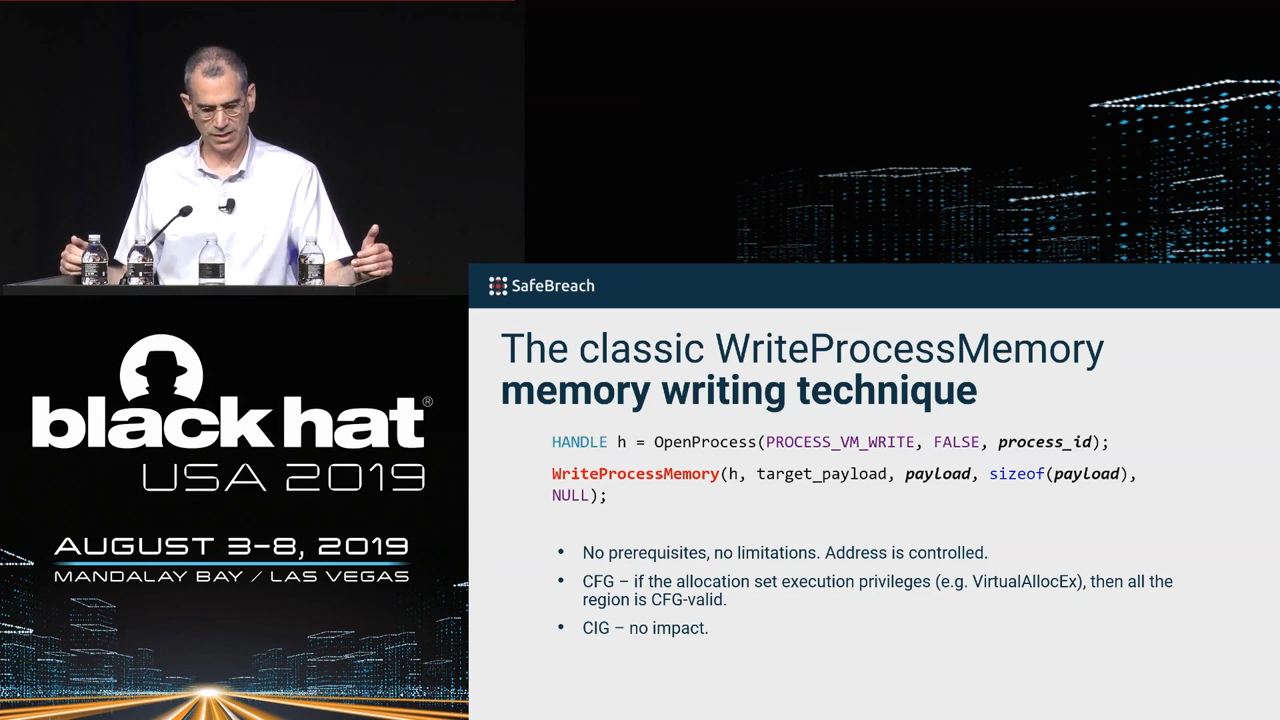 SafeBreach
The classic WriteProcessMemory
memory writing technique
HANDLE h = OpenProcess(PROCESS_VM_WRITE, FALSE, process_id);
WriteProcessMemory(h, target_payload, payload, sizeof(payload),
NULL);
• No prerequisites, no limitations. Address is controlled.
• CFG – if the allocation set execution privileges (e.g. VirtualAllocEx), then all the
region is CFG-valid.
• CIG – no impact.
black hat®
USA 2019
AUGUST 3-8, 2019
MANDALAY BAY / LAS VEGAS